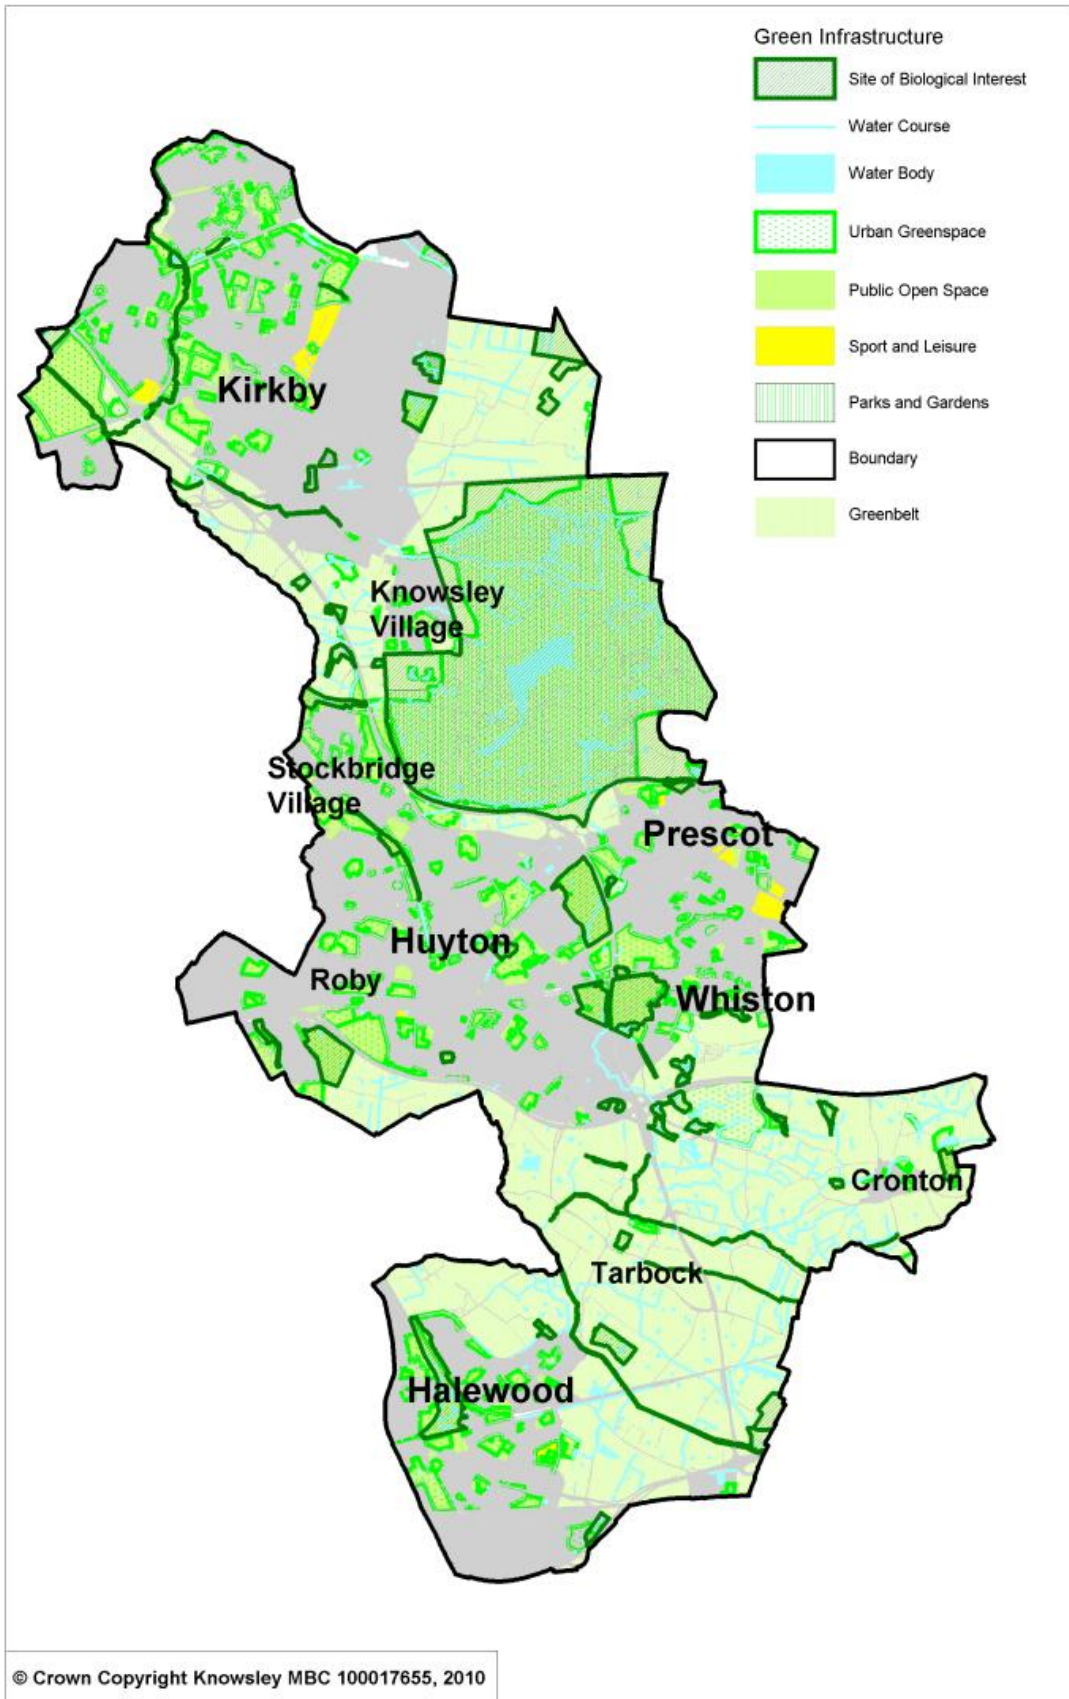 Green Infrastructure
Site of Biological Interest
Water Course
Water Body
Urban Greenspace
Public Open Space
Sport and Leisure
Parks and Gardens
Boundary
Greenbelt
Kirkby
Knowsley
Village
Stockbridge
Village
Prescot
Huyton
Roby
Whiston
Cronton
Tarbock
Halewood
© Crown Copyright Knowsley MBC 100017655, 2010